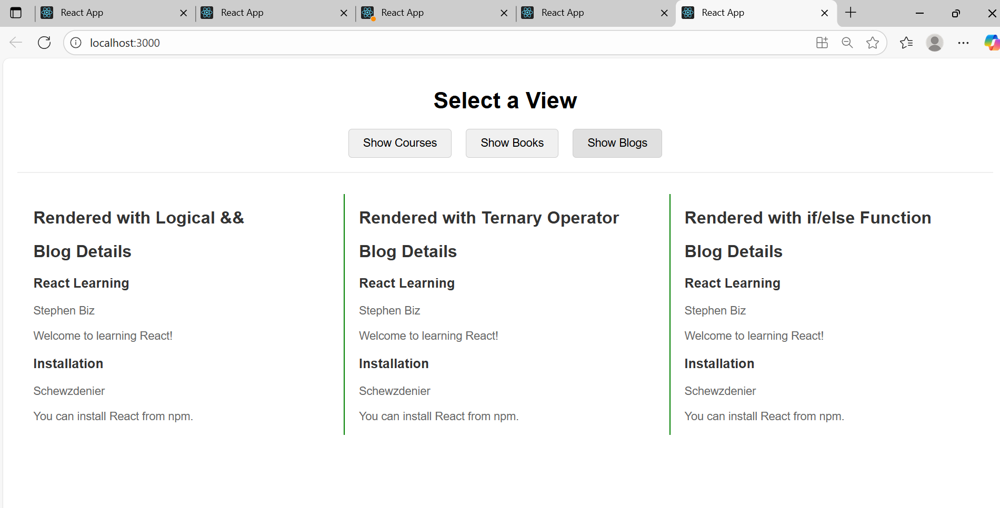 React App
React App
React App
React App
React App
localhost:3000
Select a View
Show Courses
Show Books
Show Blogs
Rendered with Logical &&
Blog Details
React Learning
Stephen Biz
Welcome to learning React!
Installation
Schewzdenier
You can install React from npm.
Rendered with Ternary Operator
Blog Details
React Learning
Stephen Biz
Welcome to learning React!
Installation
Schewzdenier
You can install React from npm.
Rendered with if/else Function
Blog Details
React Learning
Stephen Biz
Welcome to learning React!
Installation
Schewzdenier
You can install React from npm.